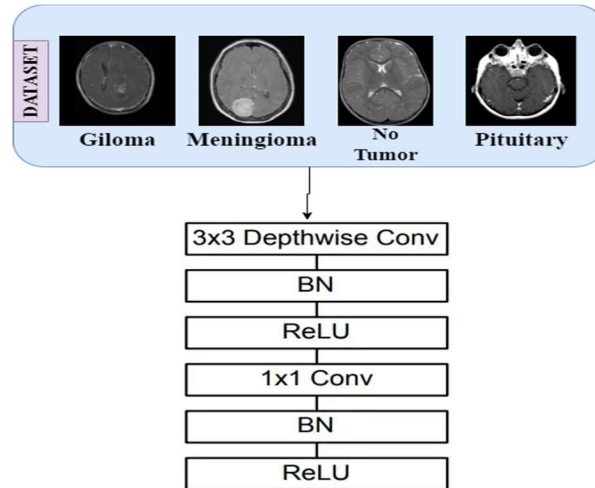 DATASET
Giloma
Meningioma
No
Tumor
Pituitary
3x3 Depthwise Conv
BN
ReLU
1x1 Conv
BN
ReLU